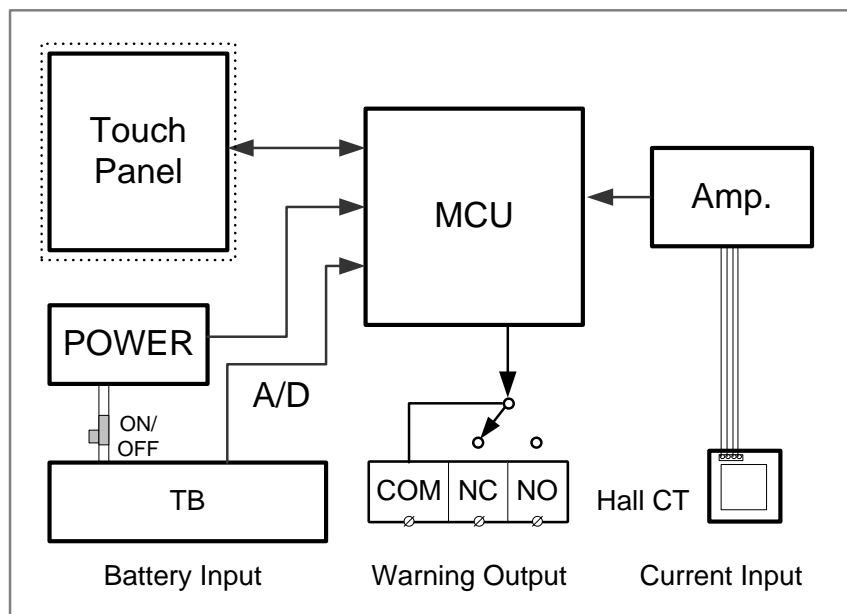 Touch
Panel
MCU
Amp.
POWER
A/D
ON/
OFF
TB
COM NC NO
Hall CT
Battery Input
Warning Output
Current Input